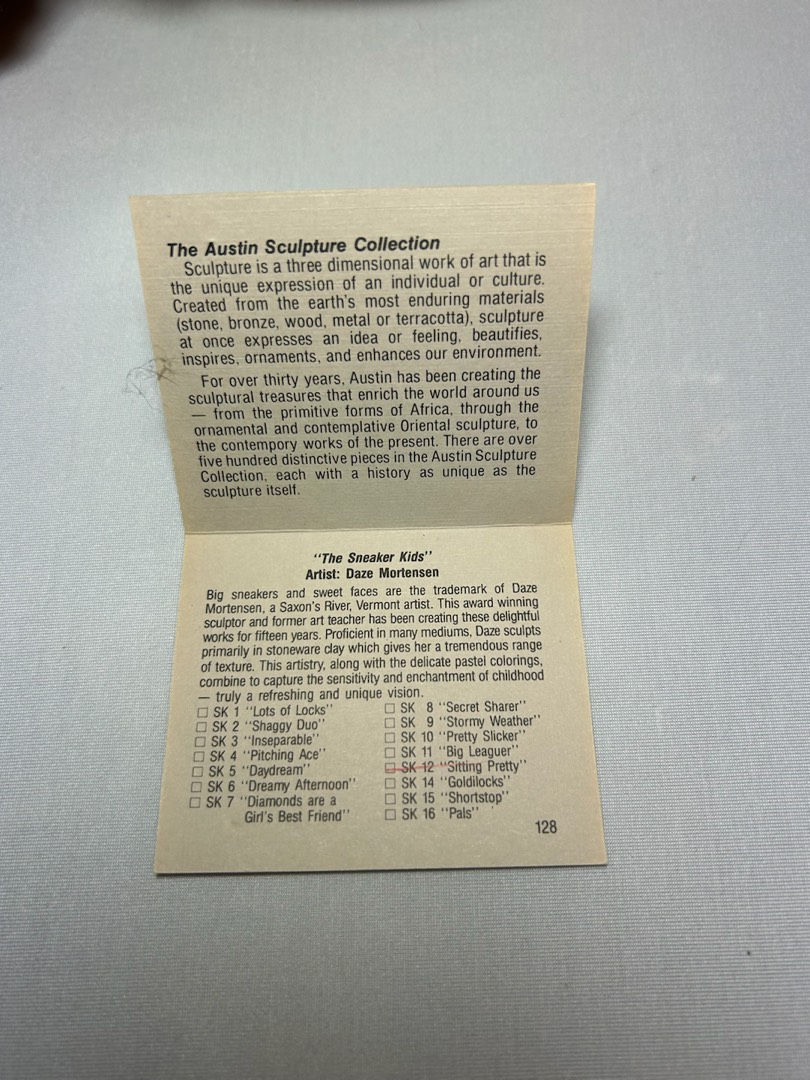 The Austin Sculpture Collection
Sculpture is a three dimensional work of art that is
the unique expression of an individual or culture.
Created from the earth's most enduring materials
(stone, bronze, wood, metal or terracotta), sculpture
at once expresses an idea or feeling, beautifies,
inspires, ornaments, and enhances our environment.
For over thirty years, Austin has been creating the
sculptural treasures that enrich the world around us
— from the primitive forms of Africa, through the
ornamental and contemplative Oriental sculpture, to
the contempory works of the present. There are over
five hundred distinctive pieces in the Austin Sculpture
Collection, each with a history as unique as the
sculpture itself.
"The Sneaker Kids"
Artist: Daze Mortensen
Big sneakers and sweet faces are the trademark of Daze
Mortensen, a Saxon's River, Vermont artist. This award winning
sculptor and former art teacher has been creating these delightful
works for fifteen years. Proficient in many mediums, Daze sculpts
primarily in stoneware clay which gives her a tremendous range
of texture. This artistry, along with the delicate pastel colorings,
combine to capture the sensitivity and enchantment of childhood
— truly a refreshing and unique vision.
☐ SK 1 "Lots of Locks"
☐ SK 2 "Shaggy Duo"
☐ SK 3 "Inseparable"
☐ SK 4 "Pitching Ace"
☐ SK 5 "Daydream"
☐ SK 6 "Dreamy Afternoon"
☐ SK 7 "Diamonds are a
Girl's Best Friend"
☐ SK 8 "Secret Sharer"
☐ SK 9 "Stormy Weather"
☐ SK 10 "Pretty Slicker"
☐ SK 11 "Big Leaguer"
☐ SK 12 "Sitting Pretty"
☐ SK 14 "Goldilocks"
☐ SK 15 "Shortstop"
☐ SK 16 "Pals"
128